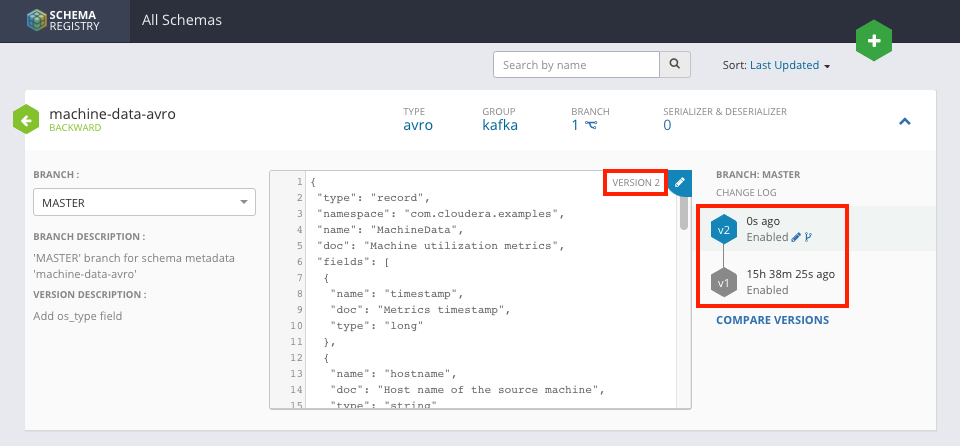 SCHEMA
REGISTRY
All Schemas
+
Search by name
Sort: Last Updated
machine-data-avro
BACKWARD
TYPE
avro
GROUP
kafka
BRANCH
1
SERIALIZER & DESERIALIZER
0
BRANCH :
MASTER
BRANCH DESCRIPTION :
'MASTER' branch for schema metadata
'machine-data-avro'
VERSION DESCRIPTION :
Add os_type field
VERSION 2
1 {
2 "type": "record",
3 "namespace": "com.cloudera.examples",
4 "name": "MachineData",
5 "doc": "Machine utilization metrics",
6 "fields": [
7 {
8 "name": "timestamp",
9 "doc": "Metrics timestamp",
10 "type": "long"
11 },
12 {
13 "name": "hostname",
14 "doc": "Host name of the source machine",
15 "type": "string"
BRANCH: MASTER
CHANGE LOG
v2
0s ago
Enabled
v1
15h 38m 25s ago
Enabled
COMPARE VERSIONS